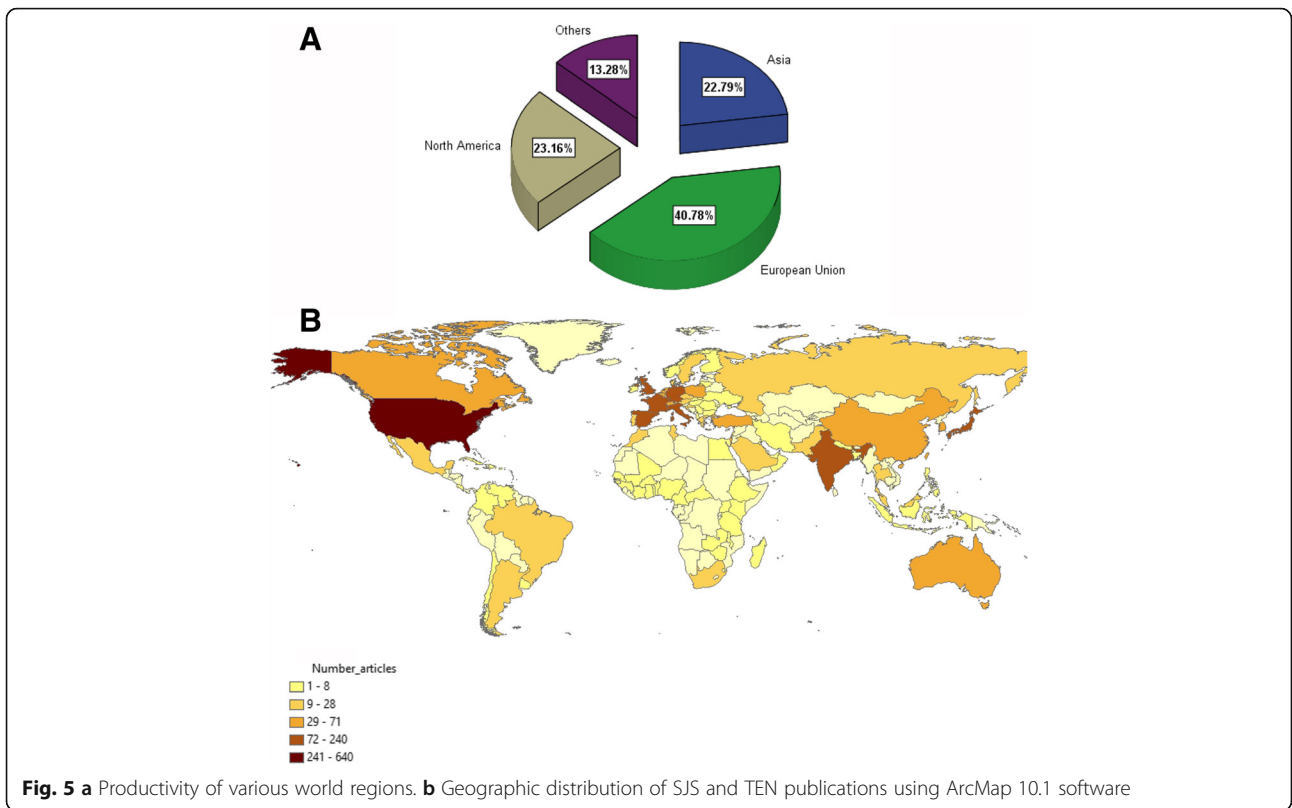 A
Others
13.28%
Asia
22.79%
North America
23.16%
40.78%
European Union
B
Number_articles
1 - 8
9 - 28
29 - 71
72 - 240
241 - 640
Fig. 5 a Productivity of various world regions. b Geographic distribution of SJS and TEN publications using ArcMap 10.1 software